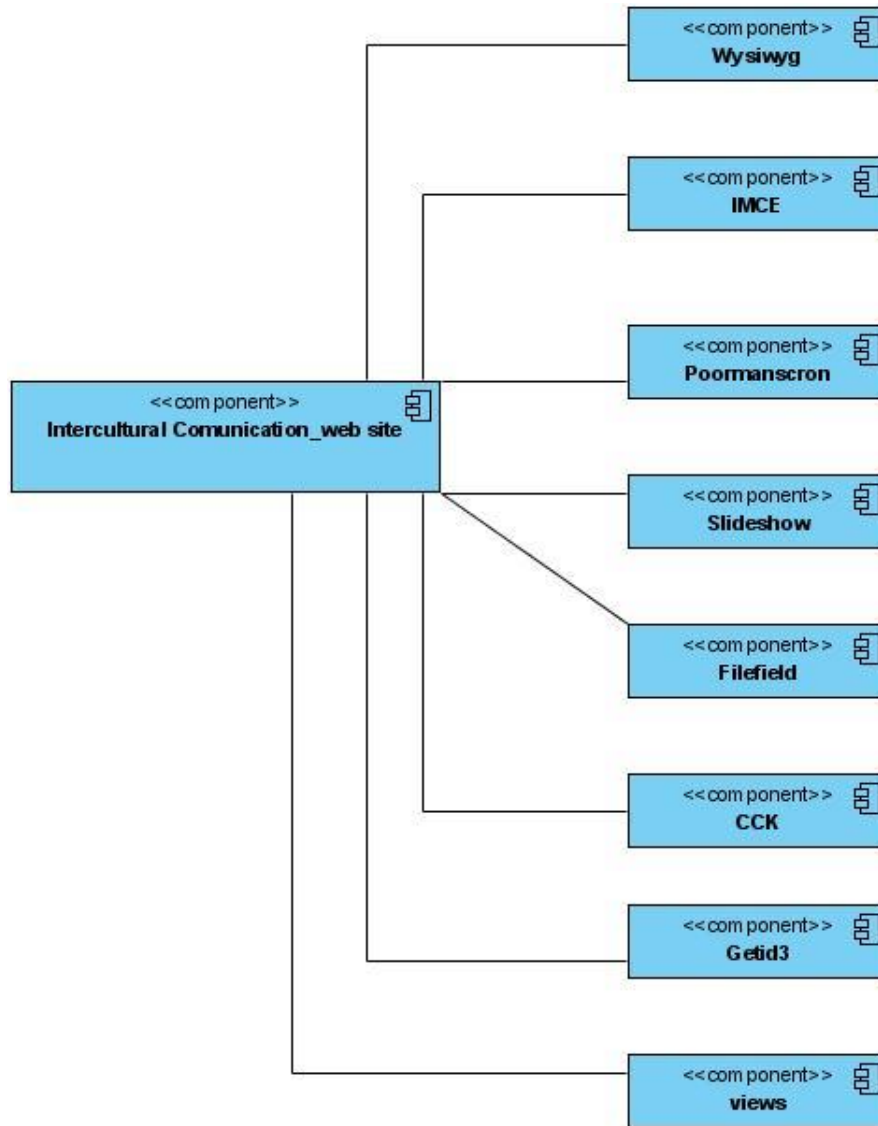 <<component>>
Wysiwyg
<<component>>
IMCE
<<component>>
Poormanscron
<<component>>
Intercultural Comunication_web site
<<component>>
Slideshow
<<component>>
Filefield
<<component>>
CCK
<<component>>
Getid3
<<component>>
views